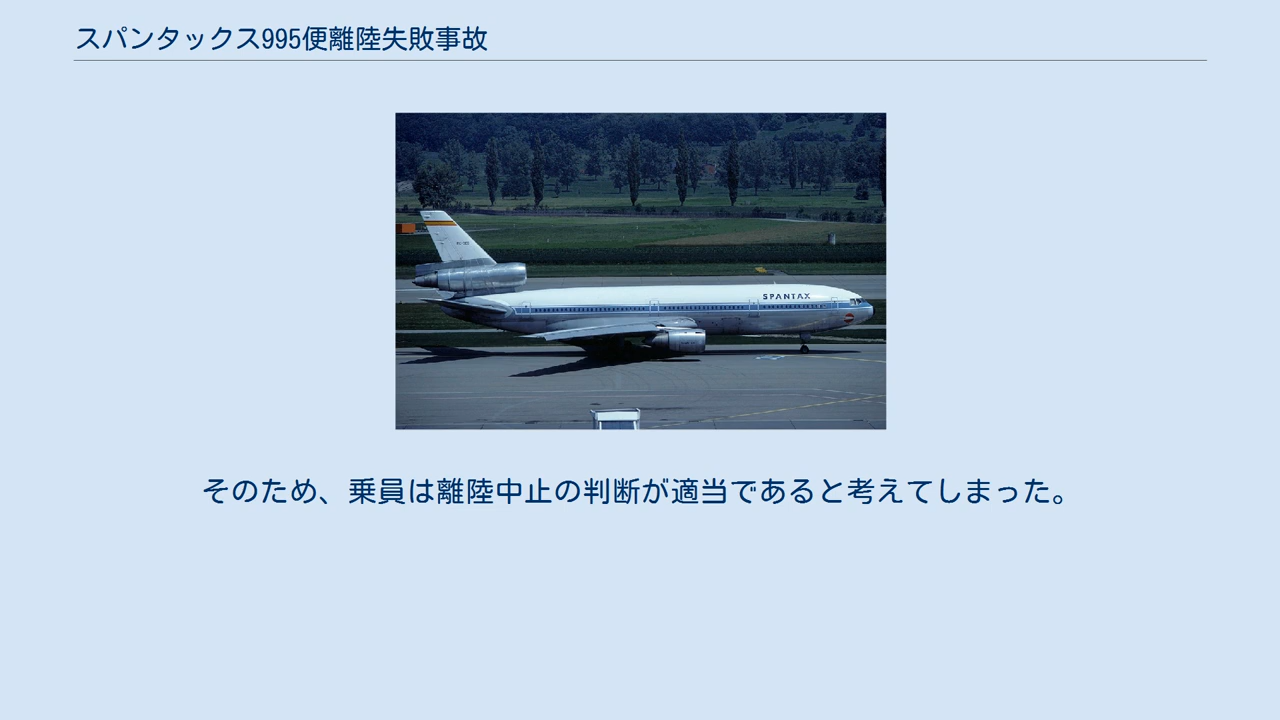 スパンタックス995便離陸失敗事故
SPANTAX
そのため、乗員は離陸中止の判断が適当であると考えてしまった。